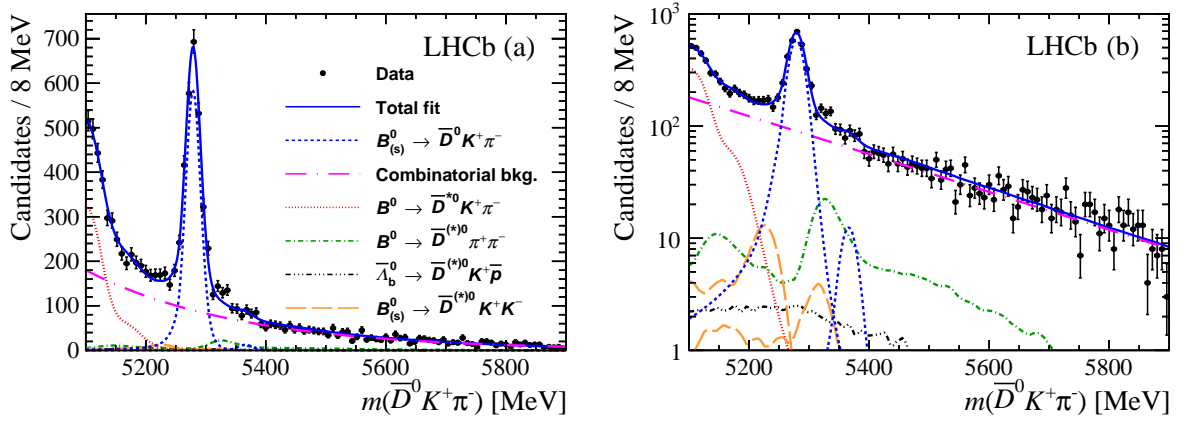 LHCb (a)
Candidates / 8 MeV
700
600
500
400
300
200
100
0
5200
5400
5600
5800
m(D̅⁰K⁺π⁻) [MeV]
Data
Total fit
B⁰₍ₛ₎ → D̅⁰K⁺π⁻
Combinatorial bkg.
B⁰ → D̅*⁰K⁺π⁻
B⁰ → D̅⁽*⁾⁰π⁺π⁻
Λ̅⁰_b → D̅⁽*⁾⁰K⁺p̅
B⁰₍ₛ₎ → D̅⁽*⁾⁰K⁺K⁻
LHCb (b)
Candidates / 8 MeV
10³
10²
10
1
5200
5400
5600
5800
m(D̅⁰K⁺π⁻) [MeV]